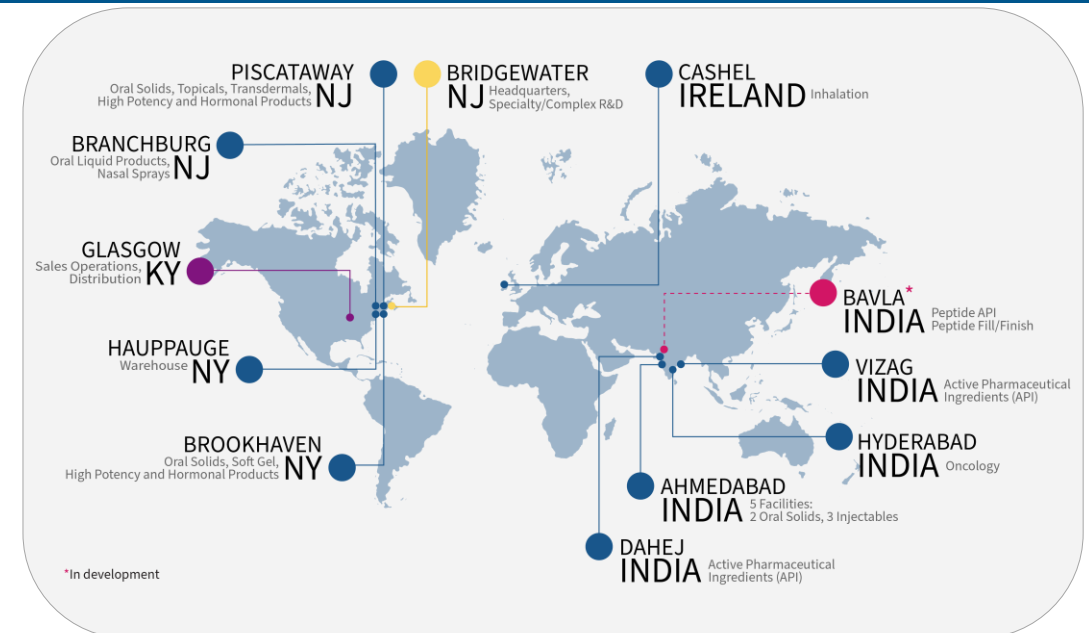 PISCATAWAY
Oral Solids, Topicals, Transdermals,
High Potency and Hormonal Products
NJ
BRIDGEWATER
NJ
Headquarters,
Specialty/Complex R&D
CASHEL
IRELAND
Inhalation
BRANCHBURG
Oral Liquid Products,
Nasal Sprays
NJ
GLASGOW
Sales Operations,
Distribution
KY
BAVLA*
INDIA
Peptide API
Peptide Fill/Finish
HAUPPAUGE
Warehouse
NY
VIZAG
INDIA
Active Pharmaceutical
Ingredients (API)
BROOKHAVEN
Oral Solids, Soft Gel,
High Potency and Hormonal Products
NY
HYDERABAD
INDIA
Oncology
AHMEDABAD
INDIA
5 Facilities:
2 Oral Solids, 3 Injectables
DAHEJ
INDIA
Active Pharmaceutical
Ingredients (API)
*In development